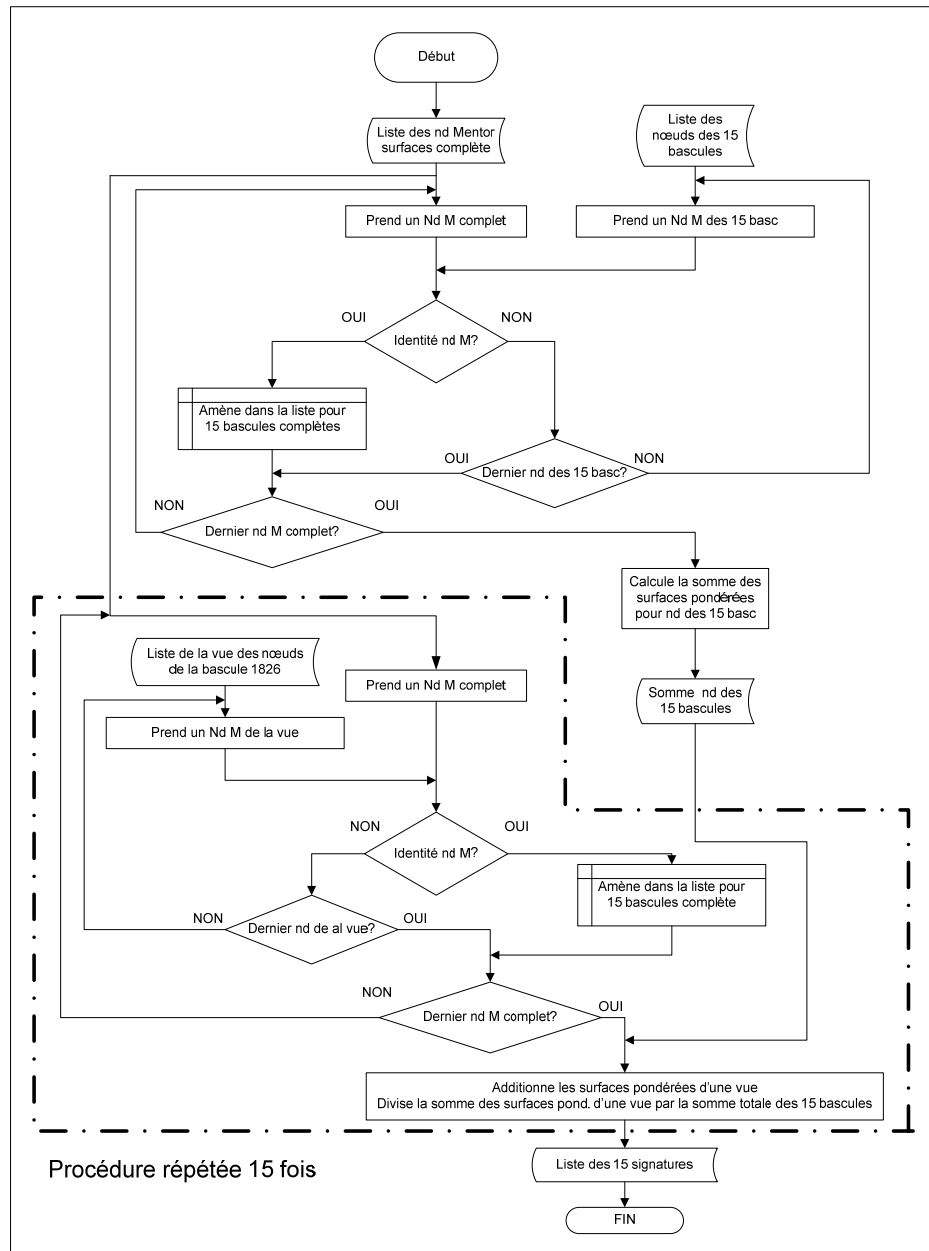 Début
Liste des nd Mentor
surfaces complète
Liste des
nœuds des 15
bascules
Prend un Nd M complet
Prend un Nd M des 15 basc
OUI
NON
Identité nd M?
Amène dans la liste pour
15 bascules complètes
OUI
NON
Dernier nd des 15 basc?
NON
OUI
Dernier nd M complet?
Calcule la somme des
surfaces pondérées
pour nd des 15 basc
Liste de la vue des nœuds
de la bascule 1826
Prend un Nd M complet
Somme nd des
15 bascules
Prend un Nd M de la vue
NON
OUI
Identité nd M?
Amène dans la liste pour
15 bascules complète
NON
OUI
Dernier nd de al vue?
NON
OUI
Dernier nd M complet?
Additionne les surfaces pondérées d'une vue
Divise la somme des surfaces pond. d'une vue par la somme totale des 15 bascules
Procédure répétée 15 fois
Liste des 15 signatures
FIN